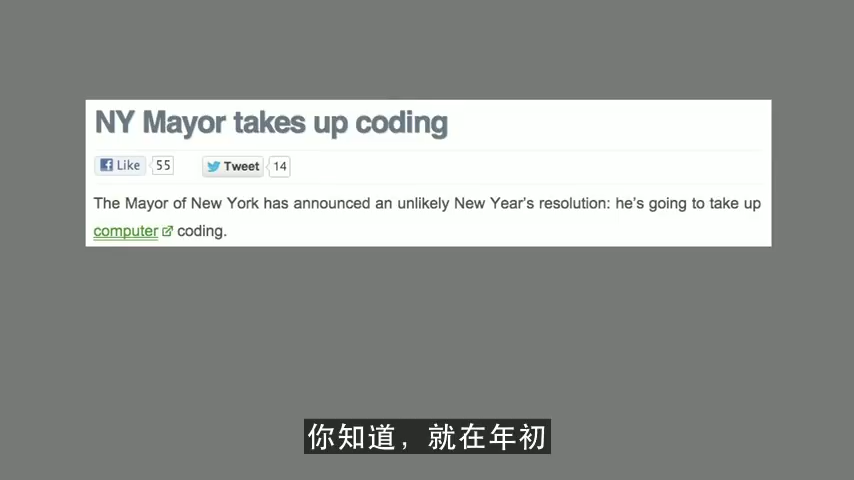 NY Mayor takes up coding
Like 55 Tweet 14
The Mayor of New York has announced an unlikely New Year's resolution: he's going to take up
computer coding.
你知道，就在年初